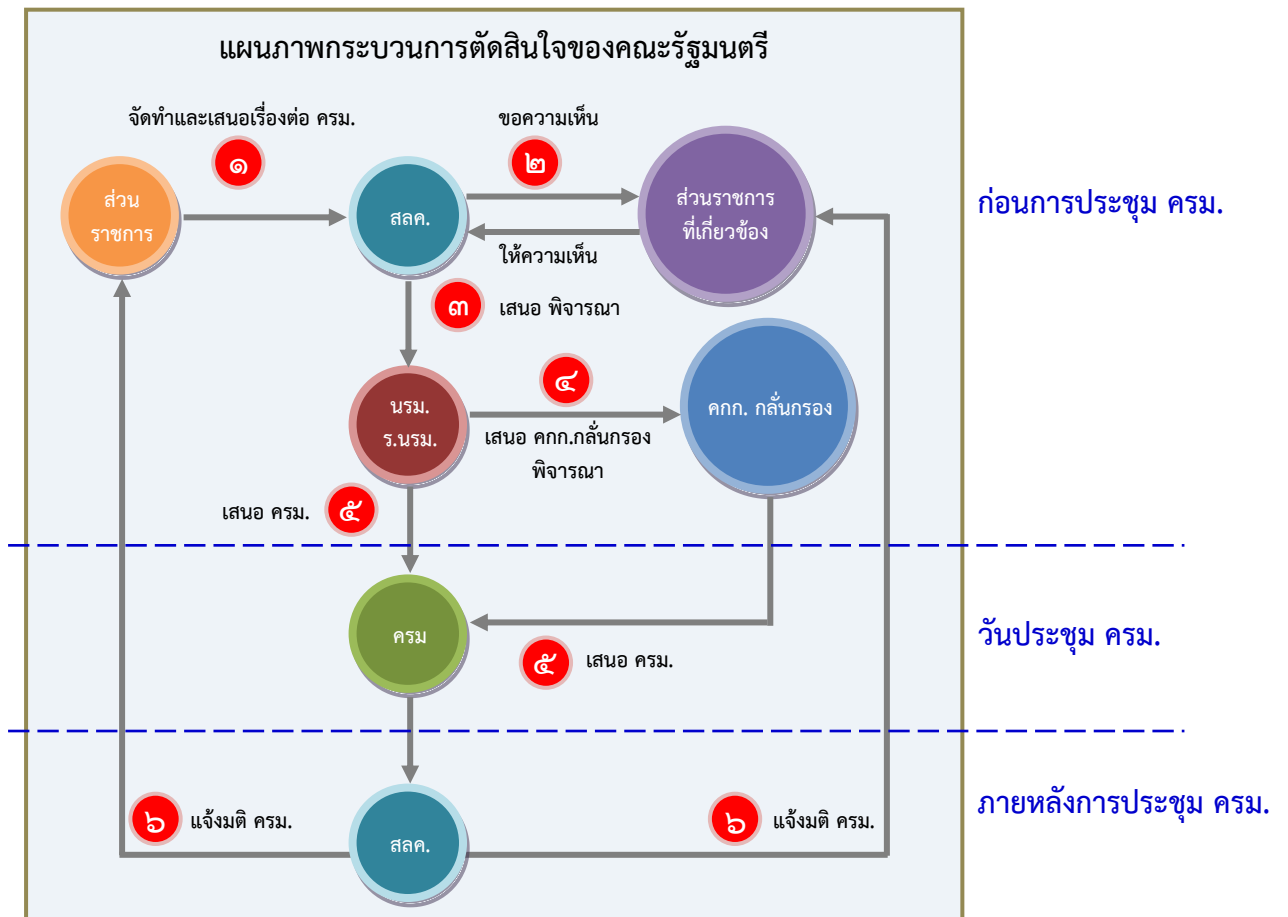 แผนภาพกระบวนการตัดสินใจของคณะรัฐมนตรี
จัดทำและเสนอเรื่องต่อ ครม.
๑
ขอความเห็น
๒
ส่วน
ราชการ
สลค.
ส่วนราชการ
ที่เกี่ยวข้อง
ให้ความเห็น
ก่อนการประชุม ครม.
๓
เสนอ พิจารณา
นรม.
ร.นรม.
๔
เสนอ คกก.กลั่นกรอง
พิจารณา
คกก. กลั่นกรอง
เสนอ ครม.
๕
ครม
๕
เสนอ ครม.
วันประชุม ครม.
๖
แจ้งมติ ครม.
สลค.
๖
แจ้งมติ ครม.
ภายหลังการประชุม ครม.